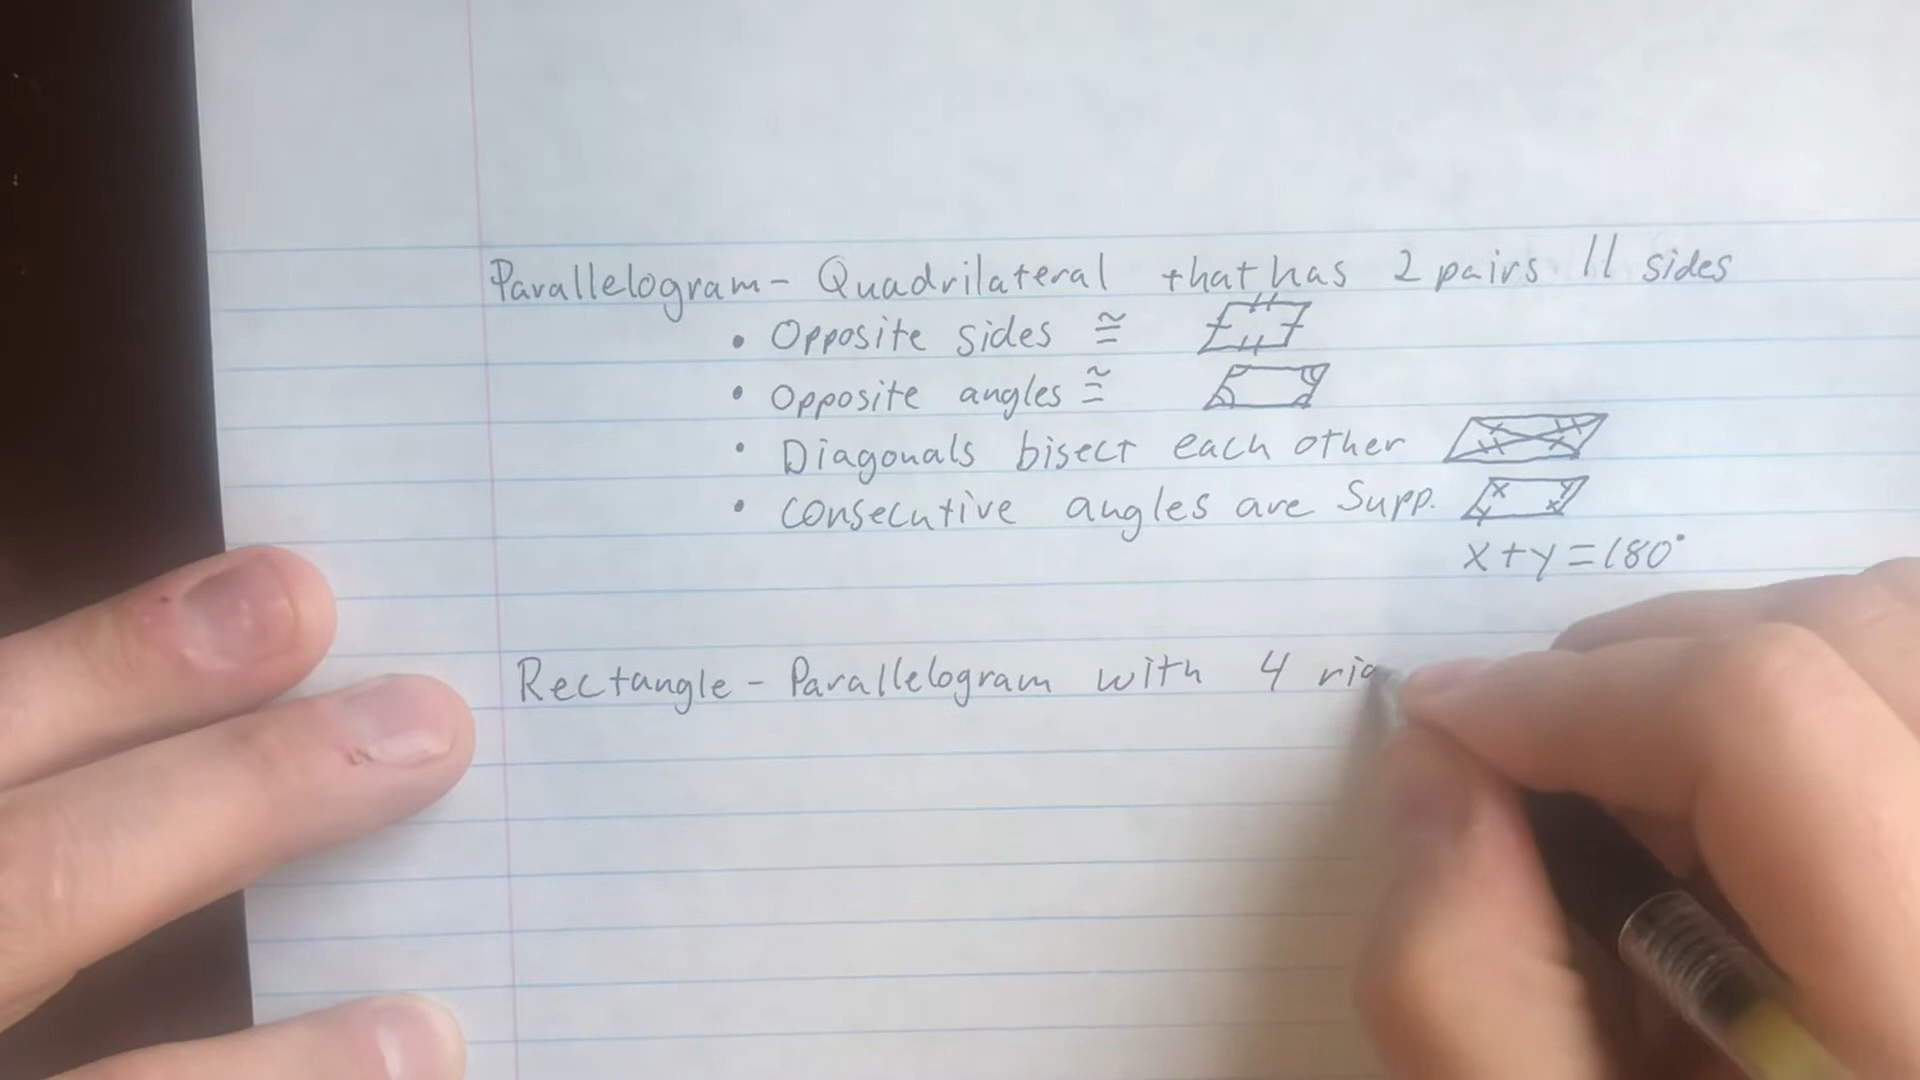 Parallelogram - Quadrilateral that has 2 pairs || sides
• Opposite sides ≅
• Opposite angles ≅
• Diagonals bisect each other
• Consecutive angles are Supp.
x y
y x
x+y=180°
Rectangle - Parallelogram with 4 rig